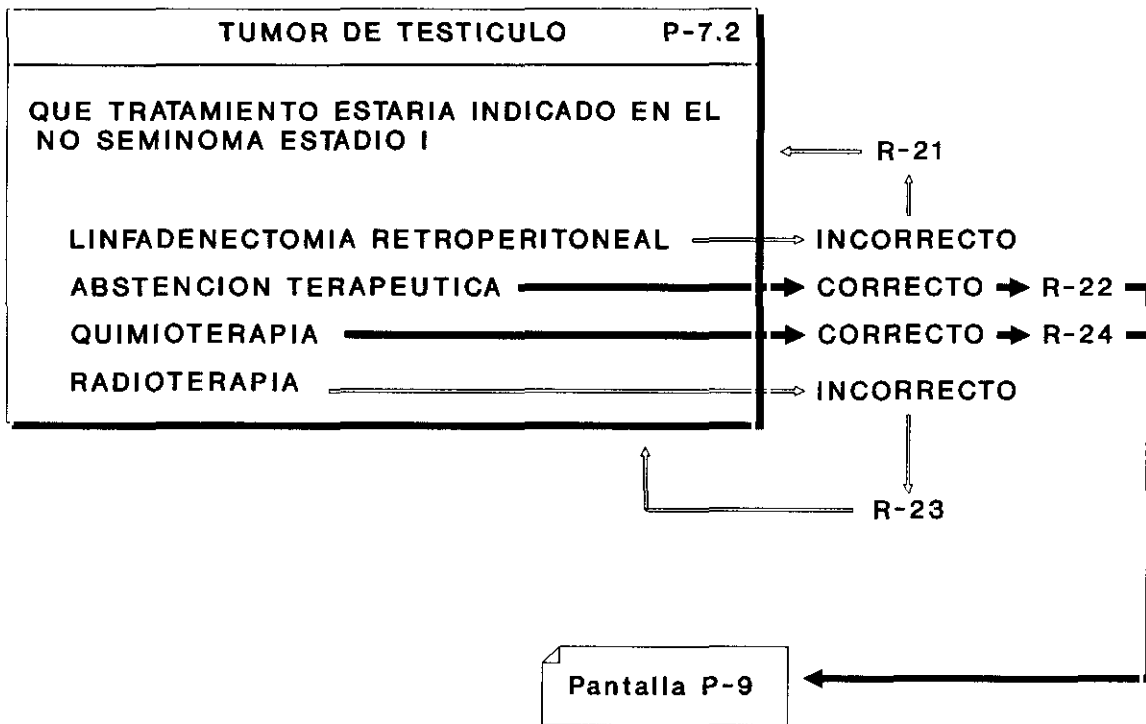 TUMOR DE TESTICULO P-7.2
QUE TRATAMIENTO ESTARIA INDICADO EN EL
NO SEMINOMA ESTADIO I
R-21
LINFADENECTOMIA RETROPERITONEAL INCORRECTO
ABSTENCION TERAPEUTICA CORRECTO R-22
QUIMIOTERAPIA CORRECTO R-24
RADIOTERAPIA INCORRECTO
R-23
Pantalla P-9